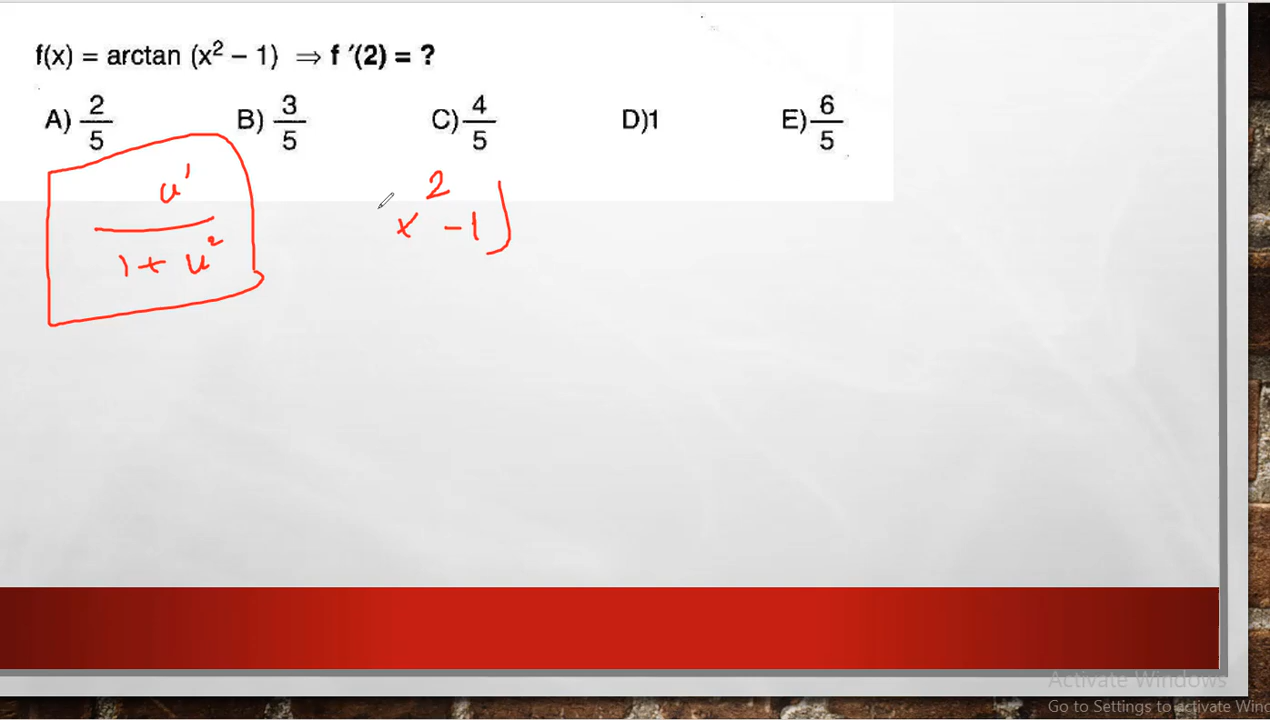 f(x) = arctan (x² – 1) ⇒ f ′(2) = ?
A) 2/5 B) 3/5 C) 4/5 D)1 E) 6/5
u'
1 + u²
x² - 1)
Activate Windows
Go to Settings to activate Wind